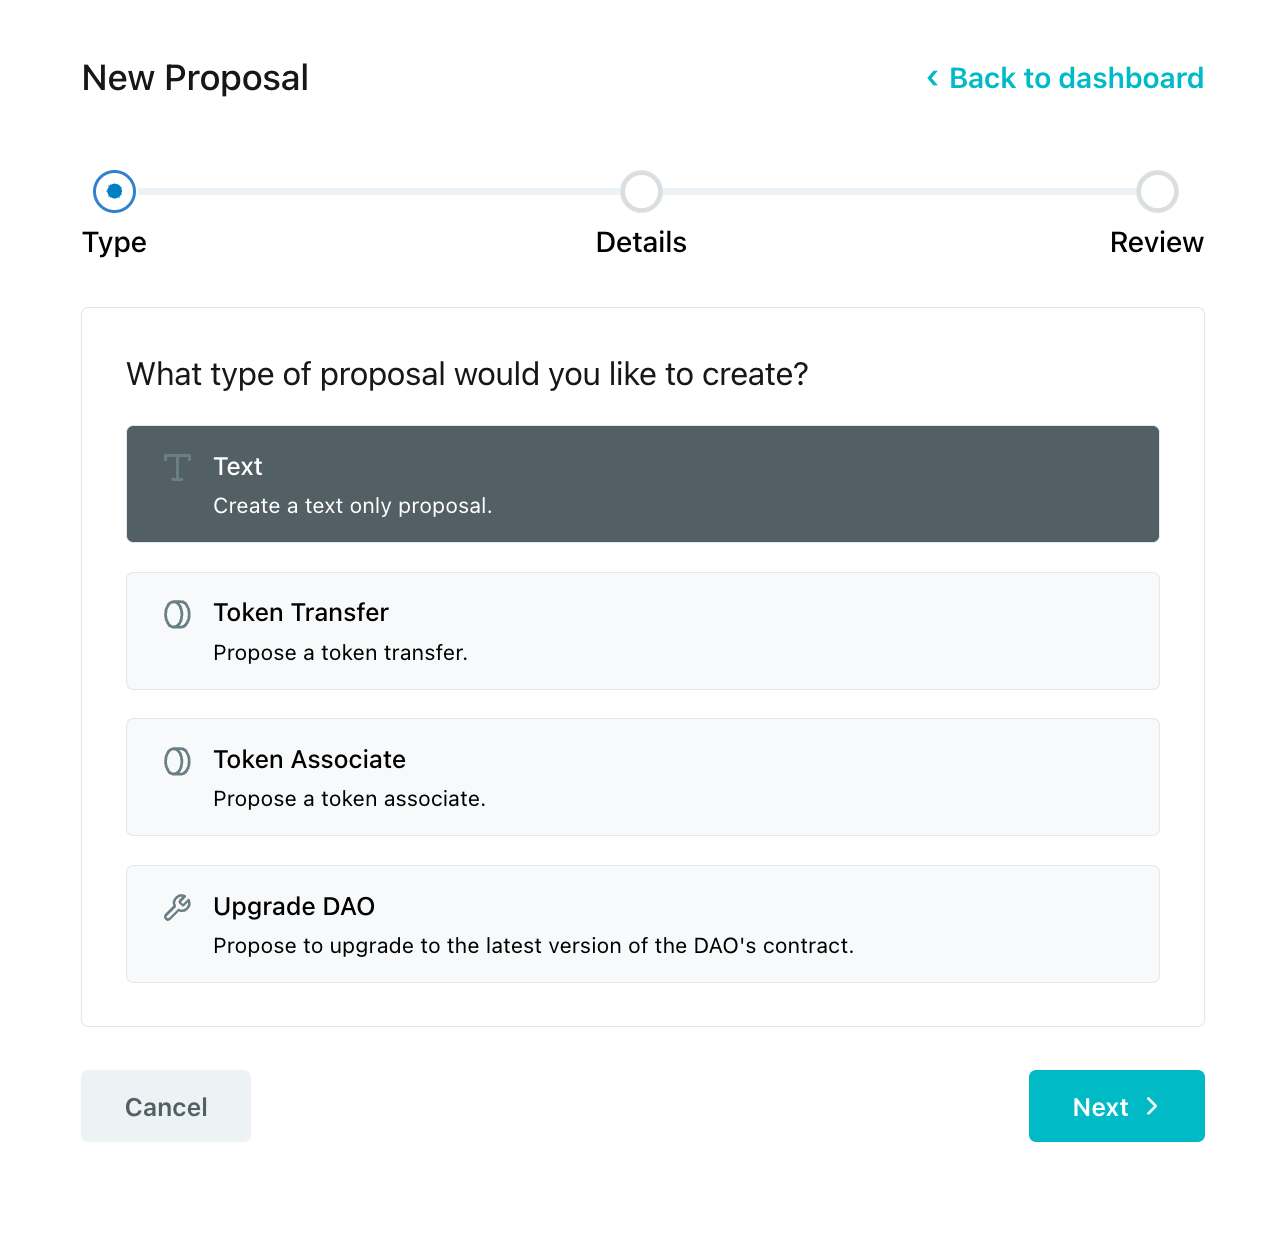 New Proposal
Back to dashboard
Type
Details
Review
What type of proposal would you like to create?
Text
Create a text only proposal.
Token Transfer
Propose a token transfer.
Token Associate
Propose a token associate.
Upgrade DAO
Propose to upgrade to the latest version of the DAO's contract.
Cancel
Next